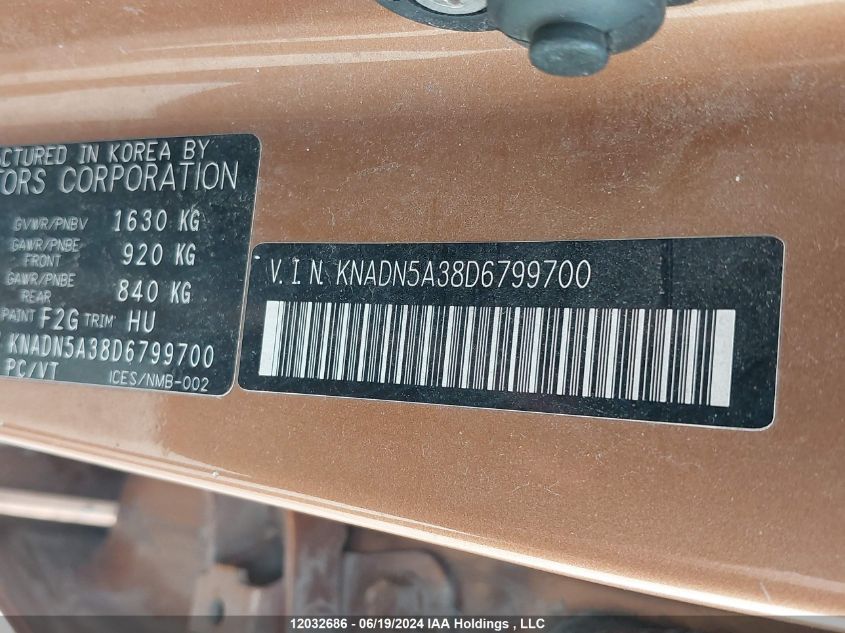 CTURED IN KOREA BY
TORS CORPORATION
GVWR/PNBV 1630 KG
GAWR/PNBE
FRONT 920 KG
GAWR/PNBE
REAR 840 KG
PAINT F2G TRIM HU
KNADN5A38D6799700
PC/VT ICES/NMB-002
V.I.N. KNADN5A38D6799700
12032686 - 06/19/2024 IAA Holdings , LLC